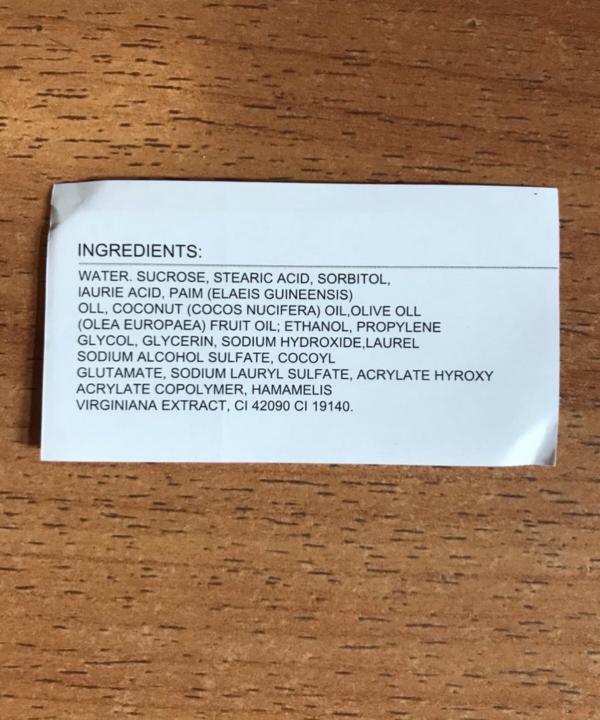 INGREDIENTS:
WATER. SUCROSE, STEARIC ACID, SORBITOL,
IAURIE ACID, PAIM (ELAEIS GUINEENSIS)
OLL, COCONUT (COCOS NUCIFERA) OIL,OLIVE OLL
(OLEA EUROPAEA) FRUIT OIL; ETHANOL, PROPYLENE
GLYCOL, GLYCERIN, SODIUM HYDROXIDE,LAUREL
SODIUM ALCOHOL SULFATE, COCOYL
GLUTAMATE, SODIUM LAURYL SULFATE, ACRYLATE HYROXY
ACRYLATE COPOLYMER, HAMAMELIS
VIRGINIANA EXTRACT, CI 42090 CI 19140.